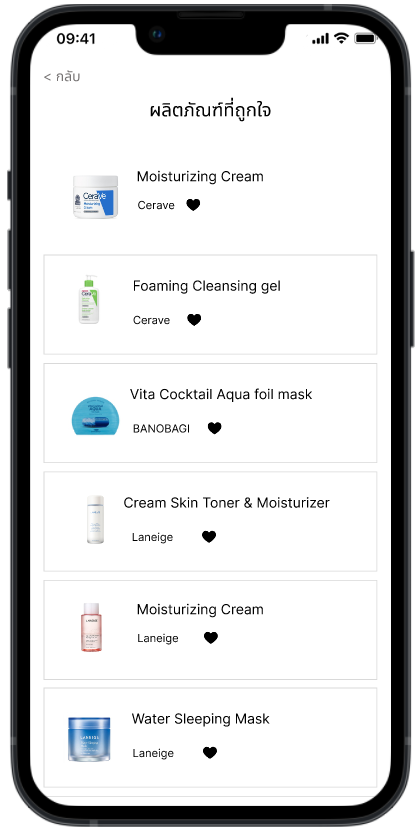 09:41
< กลับ
ผลิตภัณฑ์ที่ถูกใจ
CeraVe
Moisturizing Cream
Cerave
Foaming Cleansing gel
Cerave
Vita Cocktail Aqua foil mask
BANOBAGI
Cream Skin Toner & Moisturizer
Laneige
Moisturizing Cream
Laneige
LANEIGE
Water Sleeping Mask
Laneige